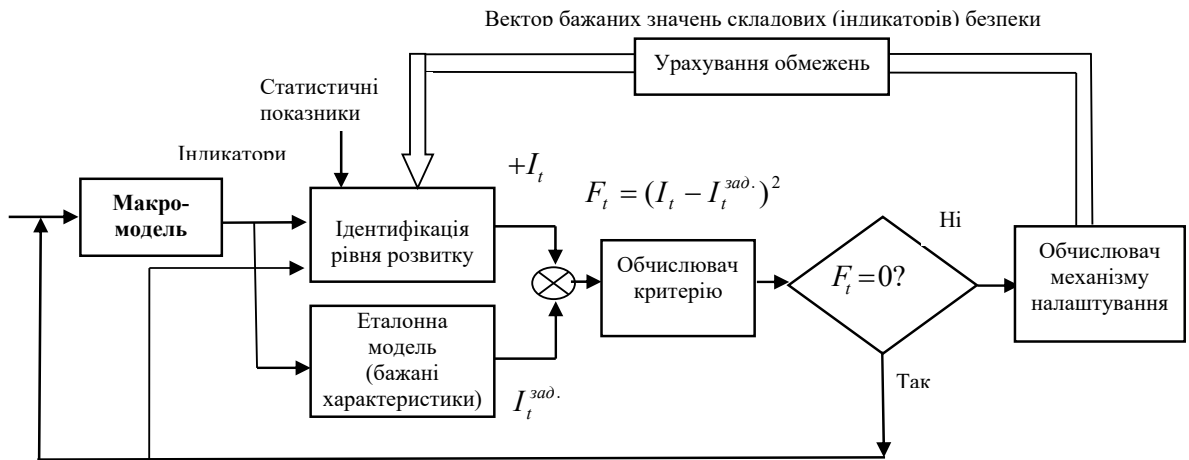 Вектор бажаних значень складових (індикаторів) безпеки
Урахування обмежень
Статистичні
показники
Індикатори
Макро-
модель
Ідентифікація
рівня розвитку
+I_t
F_t = (I_t − I_t^{зад.})^2
Еталонна
модель
(бажані
характеристики)
I_t^{зад.}
Обчислювач
критерію
F_t = 0?
Ні
Так
Обчислювач
механізму
налаштування